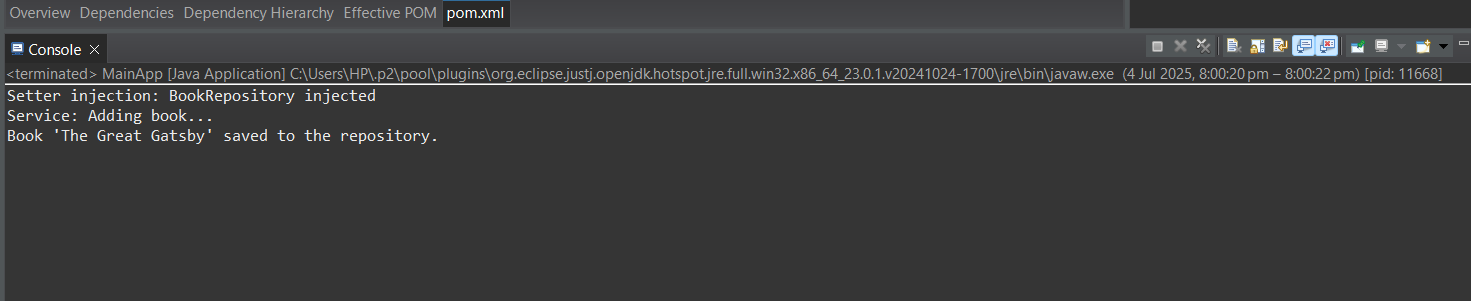 Overview Dependencies Dependency Hierarchy Effective POM pom.xml
Console
<terminated> MainApp [Java Application] C:\Users\HP\.p2\pool\plugins\org.eclipse.justj.openjdk.hotspot.jre.full.win32.x86_64_23.0.1.v20241024-1700\jre\bin\javaw.exe (4 Jul 2025, 8:00:20 pm – 8:00:22 pm) [pid: 11668]
Setter injection: BookRepository injected
Service: Adding book...
Book 'The Great Gatsby' saved to the repository.